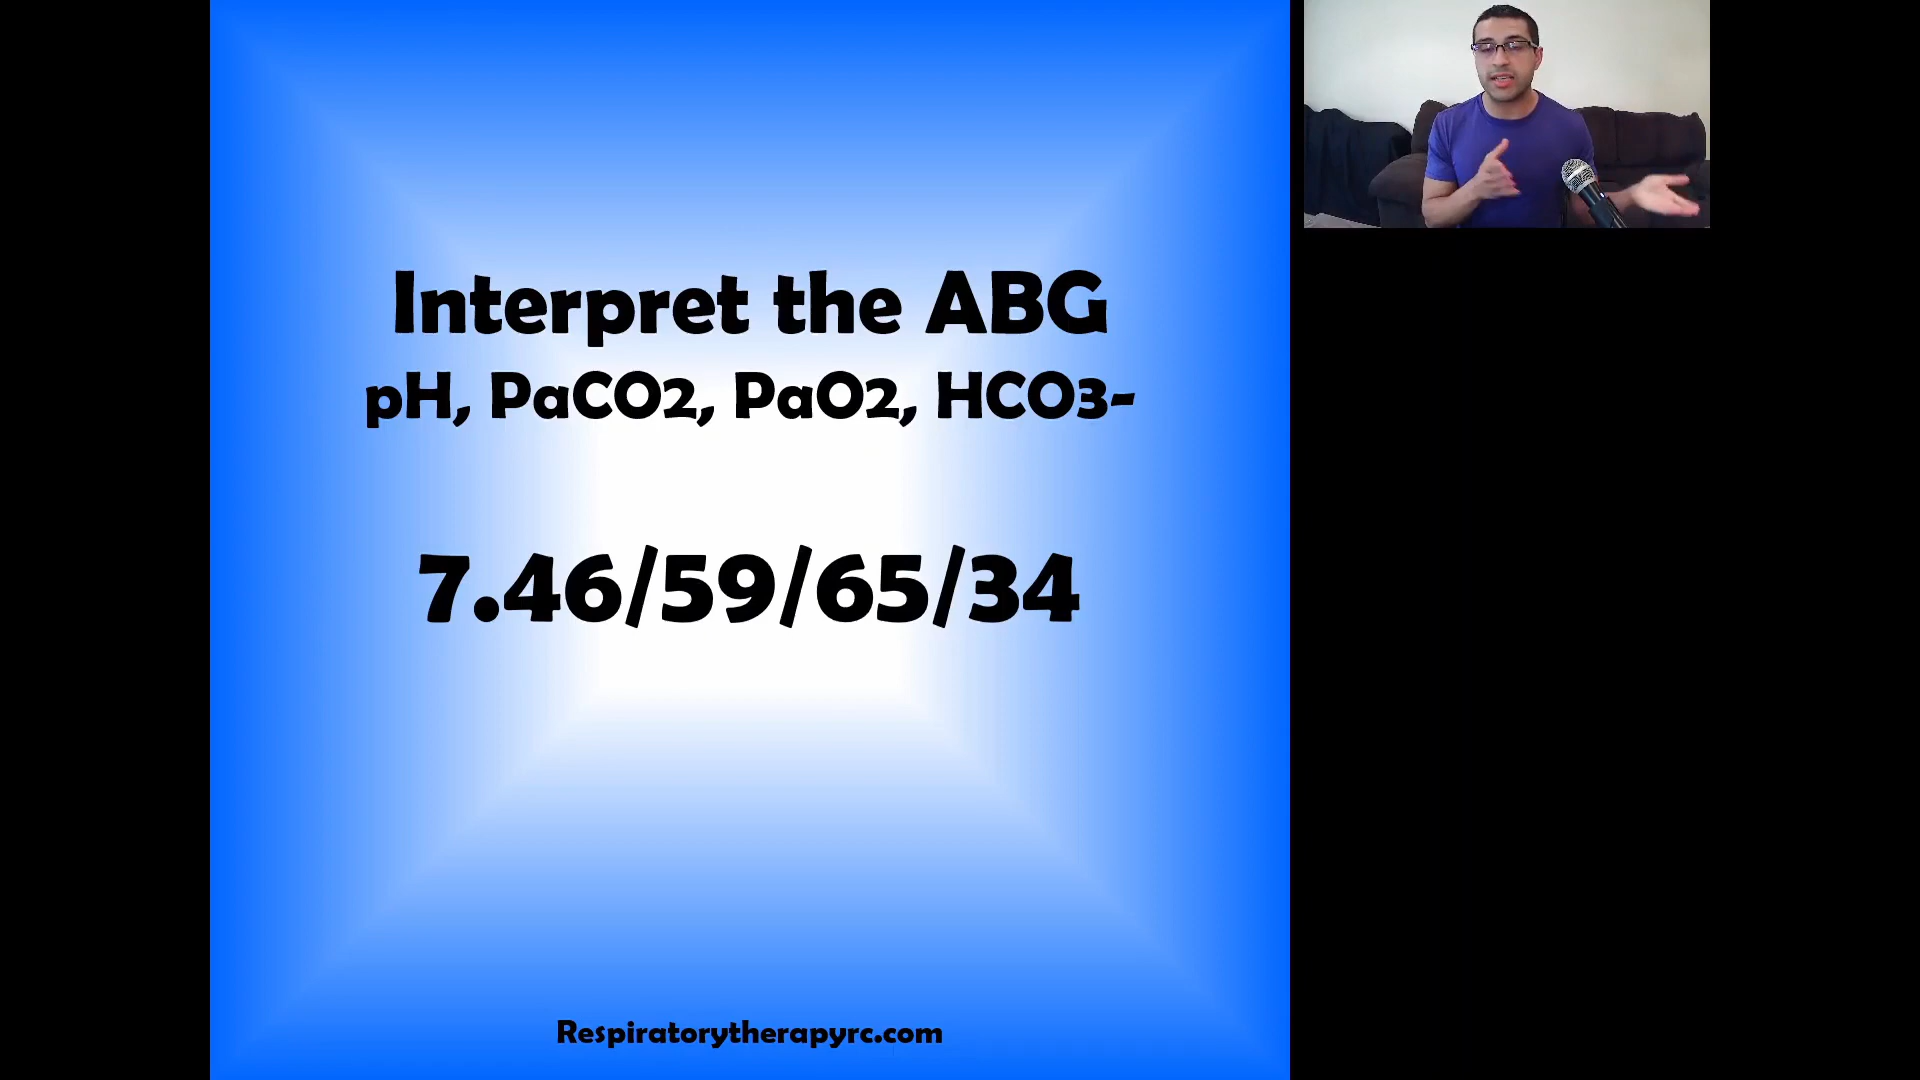 Interpret the ABG
pH, PaCO2, PaO2, HCO3-
7.46/59/65/34
Respiratorytherapyrc.com